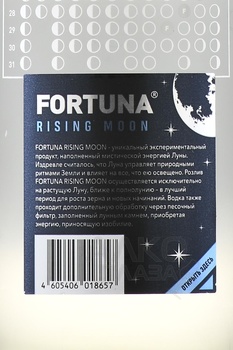 28
29
30
31
FORTUNA®
RISING MOON
FORTUNA RISING MOON - уникальный экспериментальный
продукт, наполненный мистической энергией Луны.
Издревле считалось, что Луна управляет природными
ритмами Земли и влияет на все, что ею освещено. Розлив
FORTUNA RISING MOON осуществляется исключительно
на растущую Луну, ближе к полнолунию - в лучший
период для роста зерна и новых начинаний. Водка также
проходит дополнительную обработку через песочный
фильтр, заполненный лунным камнем, приобретая
энергию, приносящую изобилие.
ОТКРЫТЬ ЗДЕСЬ
4 605406 018657